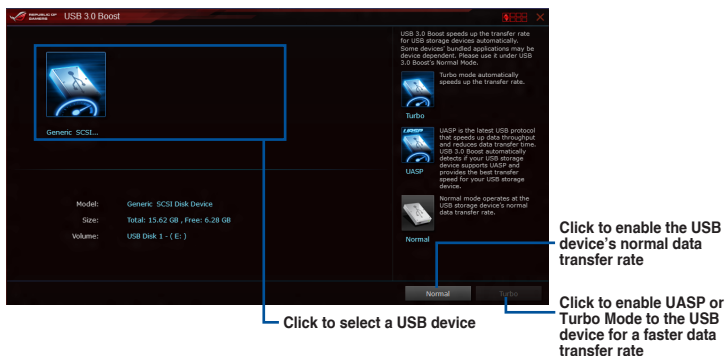 REPUBLIC OF
GAMERS
USB 3.0 Boost
USB 3.0 Boost speeds up the transfer rate
for USB storage devices automatically.
Some devices' bundled applications may be
device dependent. Please use it under USB
3.0 Boost's Normal Mode.
Turbo mode automatically
speeds up the transfer rate.
Turbo
Generic SCSI...
UASP is the latest USB protocol
that speeds up data throughput
and reduces data transfer time.
USB 3.0 Boost automatically
detects if your USB storage
device supports UASP and
provides the best transfer
speed for your USB storage
device.
UASP
Normal mode operates at the
USB storage device's normal
data transfer rate.
Normal
Model: Generic SCSI Disk Device
Size: Total: 15.62 GB , Free: 6.28 GB
Volume: USB Disk 1 - ( E: )
Normal
Turbo
Click to enable the USB
device's normal data
transfer rate
Click to select a USB device
Click to enable UASP or
Turbo Mode to the USB
device for a faster data
transfer rate